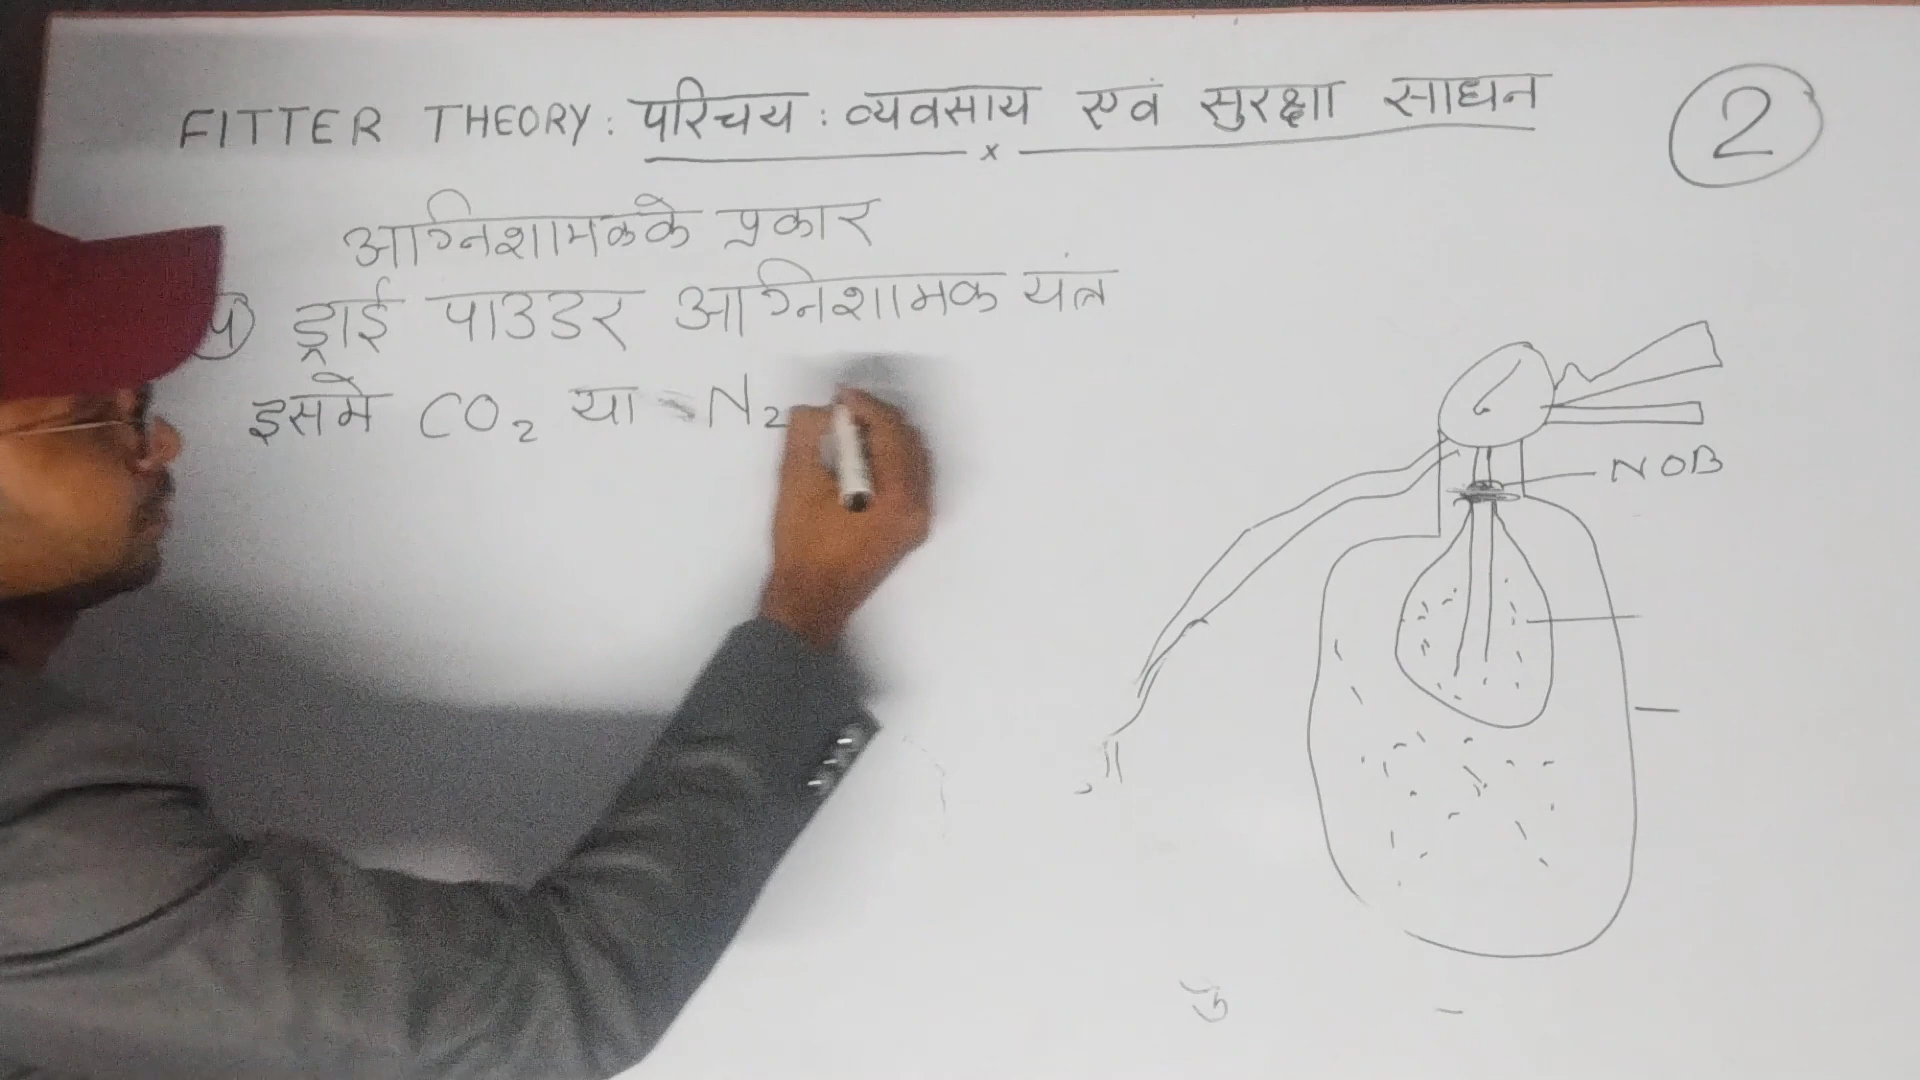 FITTER THEORY: परिचय : व्यवसाय एवं सुरक्षा साधन
2
अग्निशामकके प्रकार
ड्राई पाउडर अग्निशामक यंत्र
इसमे CO₂ या N₂
NOB